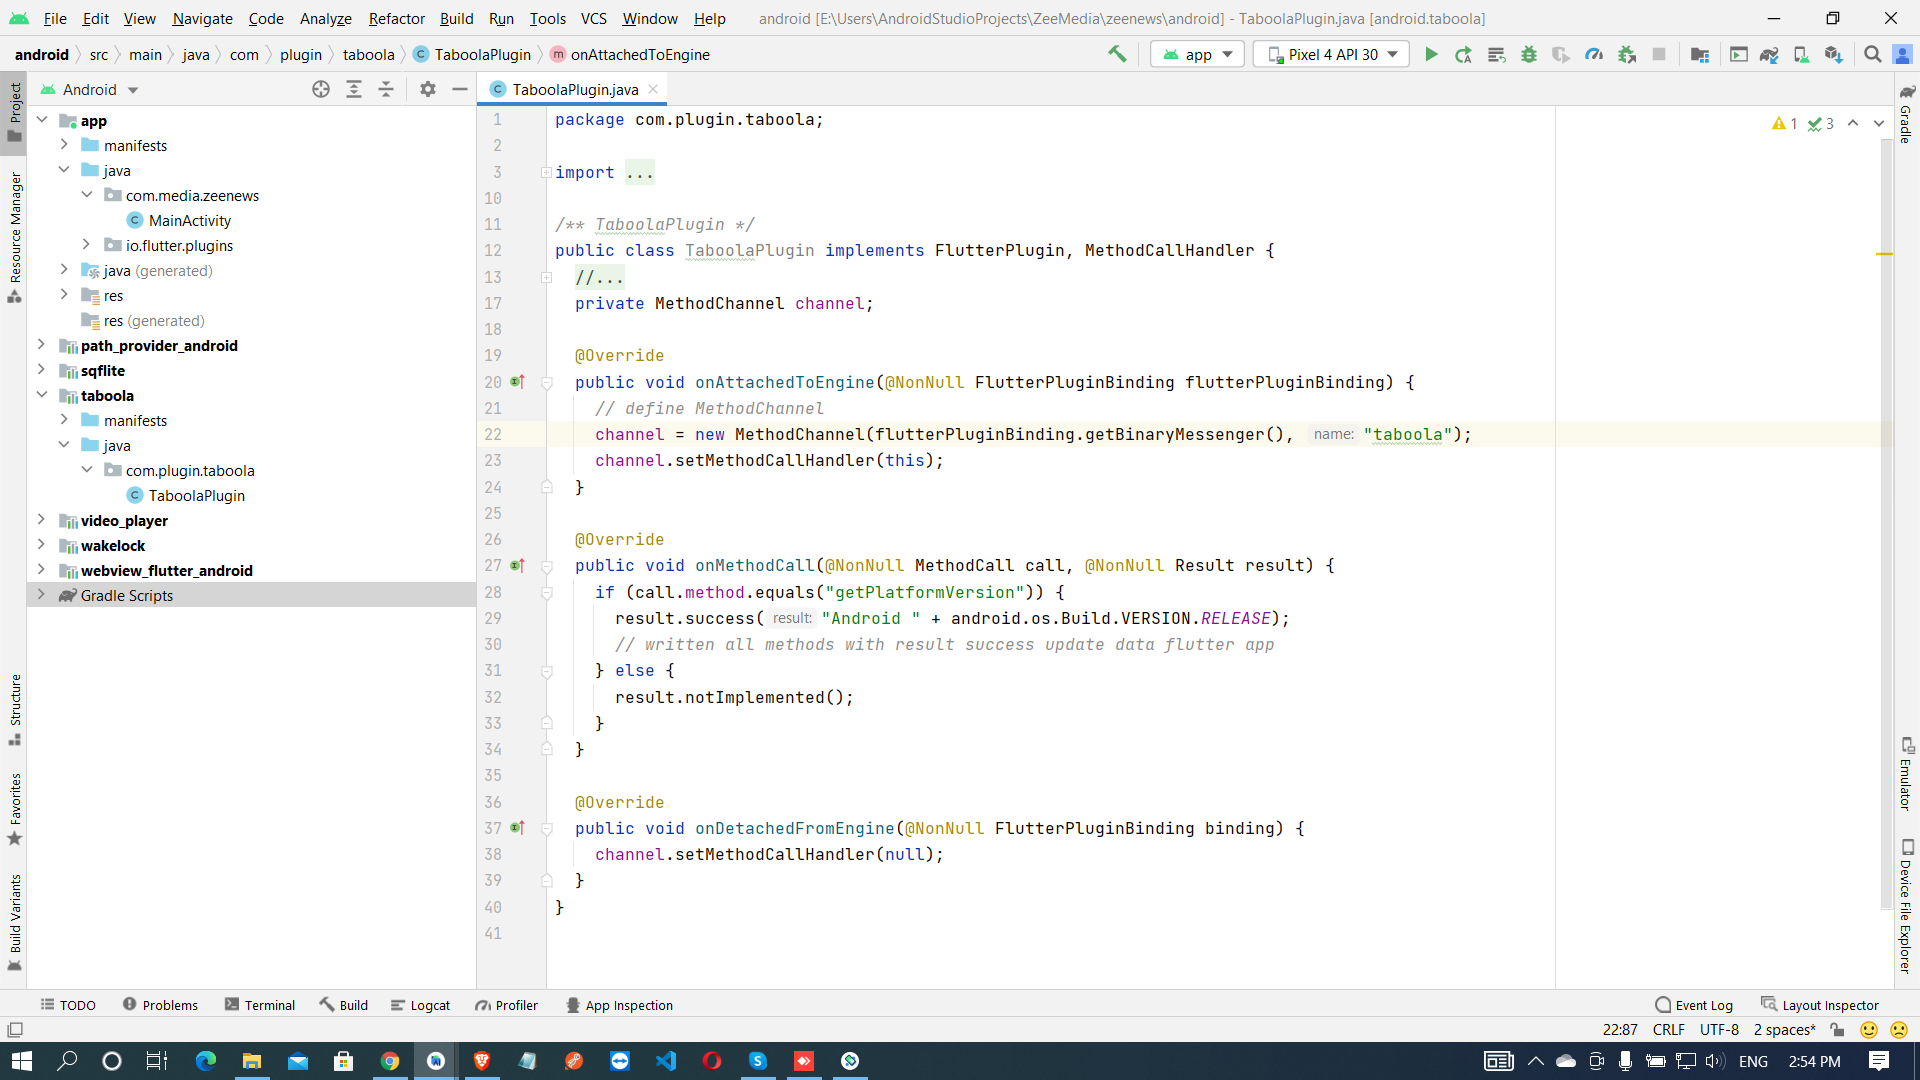 File Edit View Navigate Code Analyze Refactor Build Run Tools VCS Window Help android [E:\Users\AndroidStudioProjects\ZeeMedia\zeenews\android] - TaboolaPlugin.java [android.taboola]
android src main java com plugin taboola TaboolaPlugin onAttachedToEngine app Pixel 4 API 30
Android
TaboolaPlugin.java
Project
Resource Manager
Structure
Favorites
Build Variants
app
manifests
java
com.media.zeenews
MainActivity
io.flutter.plugins
java (generated)
res
res (generated)
path_provider_android
sqflite
taboola
manifests
java
com.plugin.taboola
TaboolaPlugin
video_player
wakelock
webview_flutter_android
Gradle Scripts
1 package com.plugin.taboola;
2
3 import ...
10
11 /** TaboolaPlugin */
12 public class TaboolaPlugin implements FlutterPlugin, MethodCallHandler {
13 //...
17 private MethodChannel channel;
18
19 @Override
20 public void onAttachedToEngine(@NonNull FlutterPluginBinding flutterPluginBinding) {
21 // define MethodChannel
22 channel = new MethodChannel(flutterPluginBinding.getBinaryMessenger(), name: "taboola");
23 channel.setMethodCallHandler(this);
24 }
25
26 @Override
27 public void onMethodCall(@NonNull MethodCall call, @NonNull Result result) {
28 if (call.method.equals("getPlatformVersion")) {
29 result.success( result: "Android " + android.os.Build.VERSION.RELEASE);
30 // written all methods with result success update data flutter app
31 } else {
32 result.notImplemented();
33 }
34 }
35
36 @Override
37 public void onDetachedFromEngine(@NonNull FlutterPluginBinding binding) {
38 channel.setMethodCallHandler(null);
39 }
40 }
41
1 3
Gradle
Emulator
Device File Explorer
TODO Problems Terminal Build Logcat Profiler App Inspection Event Log Layout Inspector
22:87 CRLF UTF-8 2 spaces*
ENG 2:54 PM